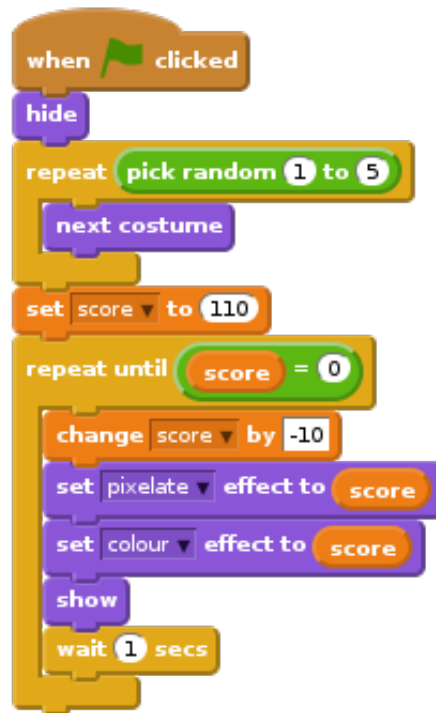 when clicked
hide
repeat pick random 1 to 5
next costume
set score to 110
repeat until score = 0
change score by -10
set pixelate effect to score
set colour effect to score
show
wait 1 secs